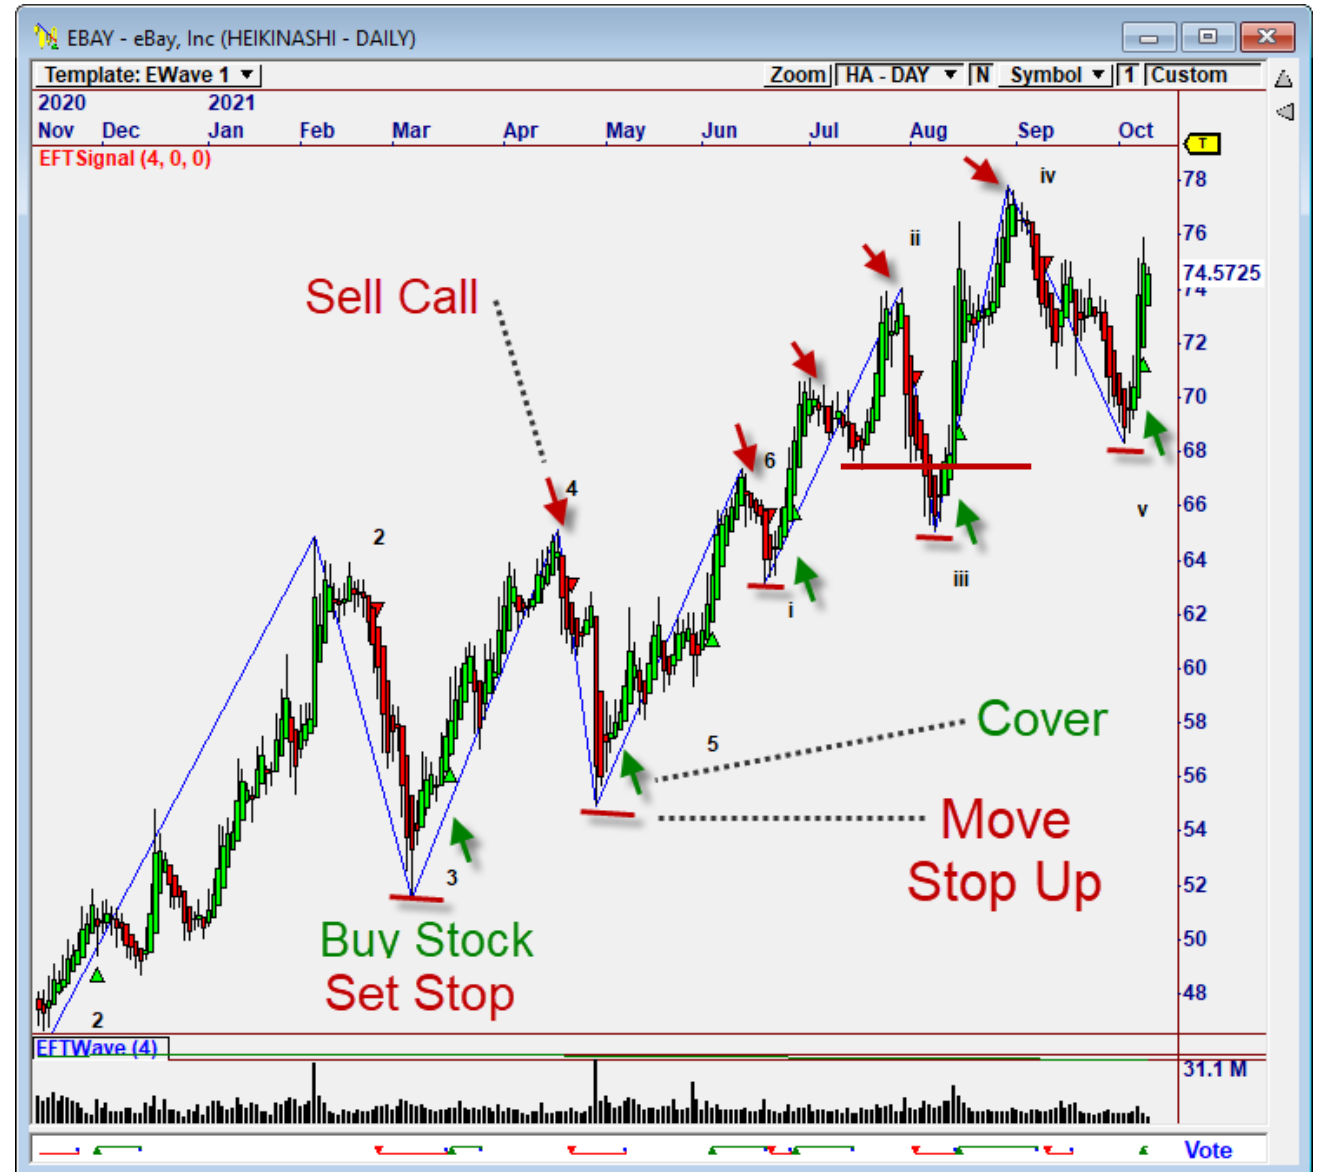 EBAY - eBay, Inc (HEIKINASHI - DAILY)
Template: EWave 1 Zoom HA - DAY N Symbol 1 Custom
2020 2021
Nov Dec Jan Feb Mar Apr May Jun Jul Aug Sep Oct
EFTSignal (4, 0, 0)
T
iv
78
ii
76
74.5725
74
Sell Call
72
70
68
6
4
66
v
2
64
iii
i
62
60
Cover
58
5
56
Move
54
Stop Up
3
52
Buy Stock
50
Set Stop
48
2
EFTWave (4)
31.1 M
Vote